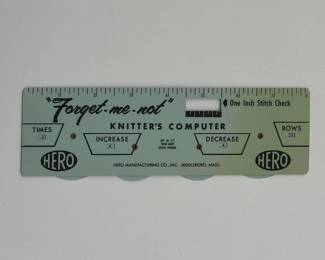 "Forget-me-not"
One Inch Stitch Check
KNITTER'S COMPUTER
TIMES
INCREASE
DECREASE
ROWS
HERO
HERO
HERO MANUFACTURING CO., INC. MIDDLEBORO, MASS.